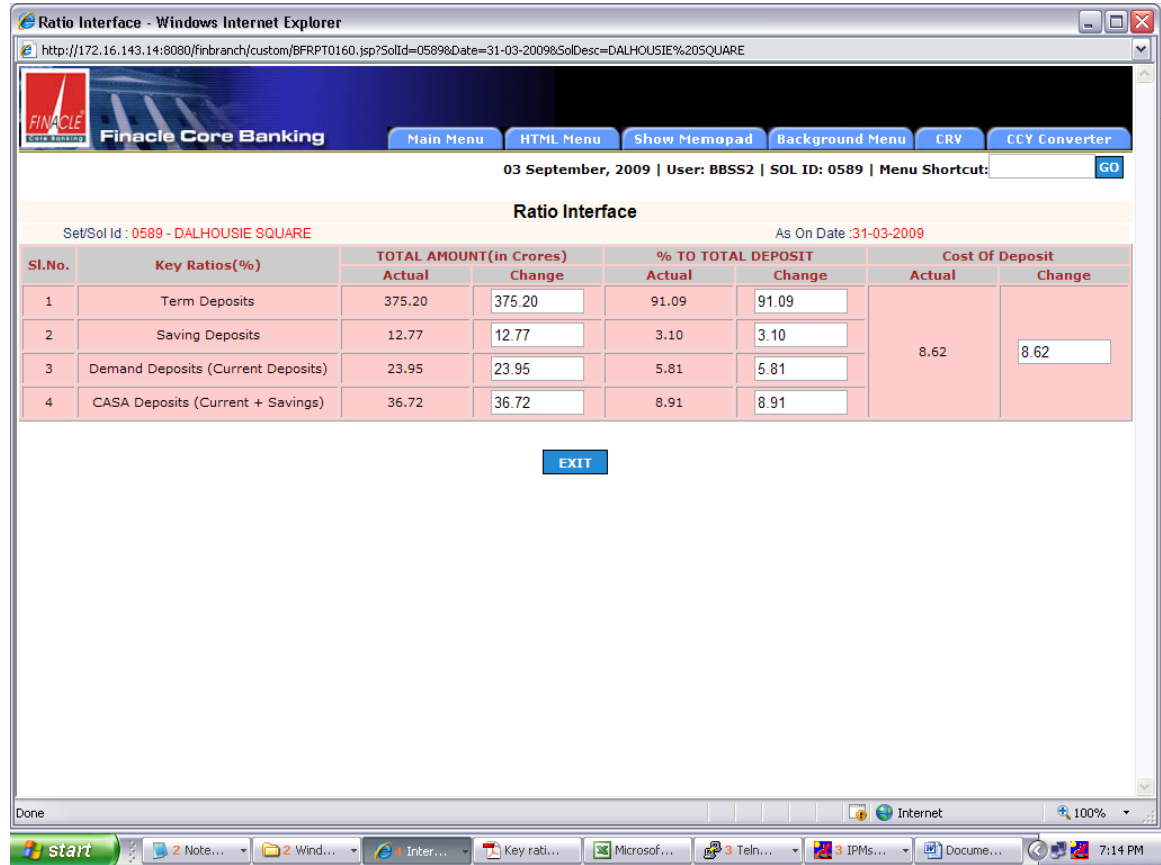 Ratio Interface - Windows Internet Explorer
http://172.16.143.14:8080/finbranch/custom/BFRPT0160.jsp?SolId=0589&Date=31-03-2009&SolDesc=DALHOUSIE%20SQUARE
FINACLE
Core Banking
Finacle Core Banking
Main Menu HTML Menu Show Memopad Background Menu CRV CCY Converter
03 September, 2009 | User: BBSS2 | SOL ID: 0589 | Menu Shortcut: GO
Ratio Interface
Set/Sol Id : 0589 - DALHOUSIE SQUARE As On Date :31-03-2009
Sl.No. Key Ratios(%) TOTAL AMOUNT(in Crores) % TO TOTAL DEPOSIT Cost Of Deposit
Actual Change Actual Change Actual Change
1 Term Deposits 375.20 375.20 91.09 91.09
2 Saving Deposits 12.77 12.77 3.10 3.10
8.62 8.62
3 Demand Deposits (Current Deposits) 23.95 23.95 5.81 5.81
4 CASA Deposits (Current + Savings) 36.72 36.72 8.91 8.91
EXIT
Done Internet 100%
start 2 Note... 2 Wind... 4 Inter... Key rati... Microsof... 3 Teln... 3 IPMs... Docume... 7:14 PM